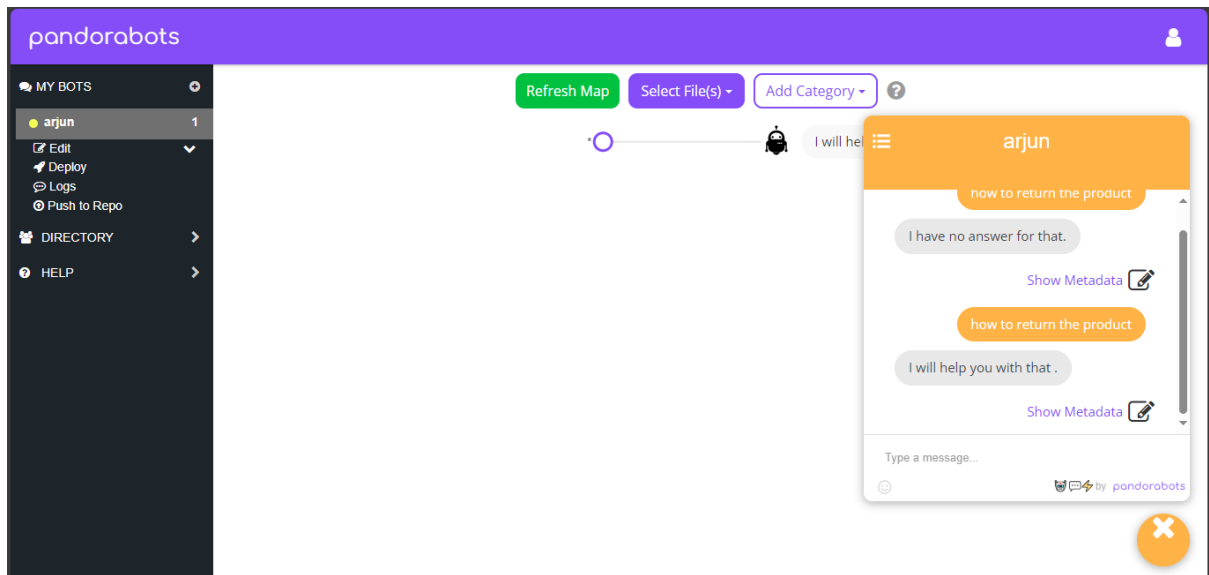 pandorabots
MY BOTS
arjun 1
Edit
Deploy
Logs
Push to Repo
DIRECTORY
HELP
Refresh Map
Select File(s)
Add Category
*
I will hel
arjun
how to return the product
I have no answer for that.
Show Metadata
how to return the product
I will help you with that .
Show Metadata
Type a message...
by pandorabots